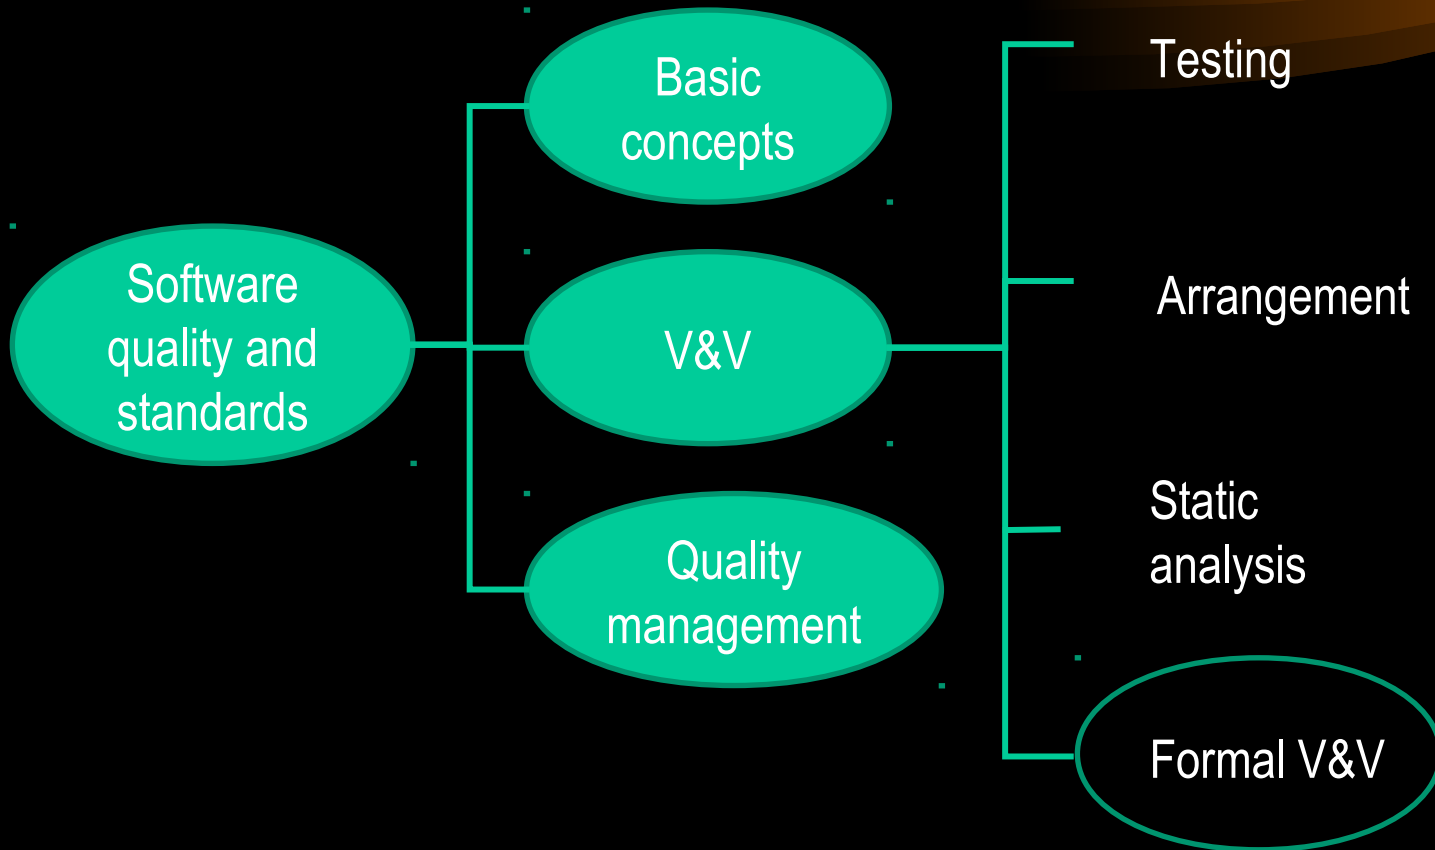 Software
quality and
standards
Basic
concepts
V&V
Quality
management
Testing
Arrangement
Static
analysis
Formal V&V